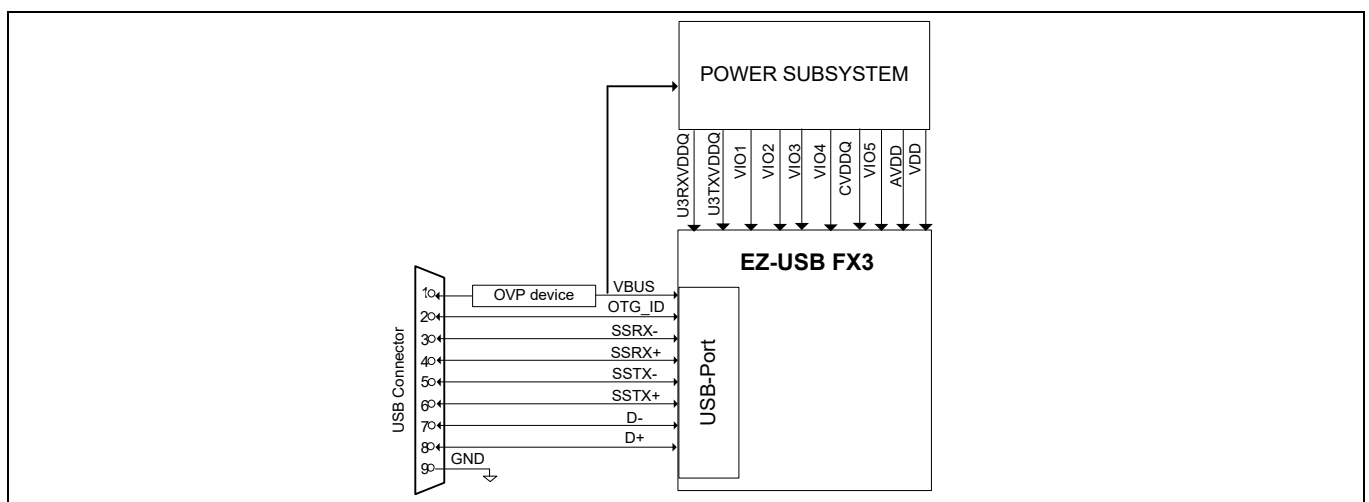 POWER SUBSYSTEM
U3RXVDDQ
U3TXVDDQ
VIO1
VIO2
VIO3
VIO4
CVDDQ
VIO5
AVDD
VDD
EZ-USB FX3
USB-Port
USB Connector
1
OVP device
VBUS
2
OTG_ID
3
SSRX-
4
SSRX+
5
SSTX-
6
SSTX+
7
D-
8
D+
9
GND